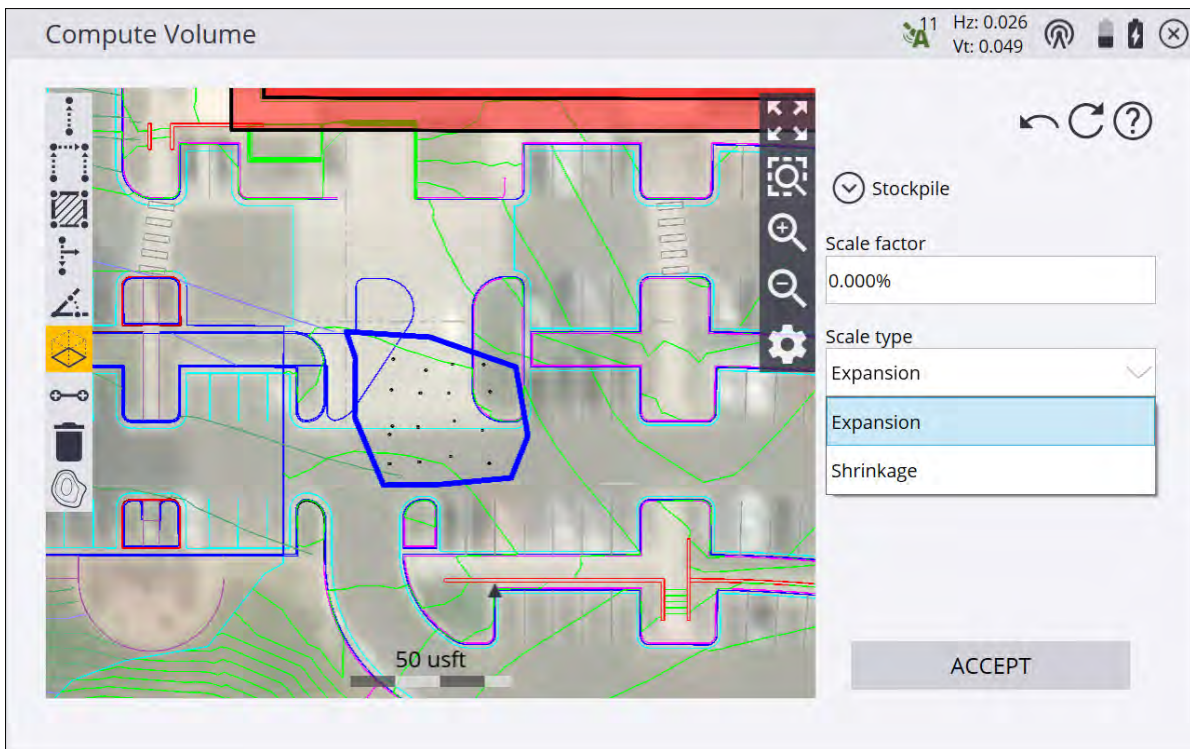 Compute Volume
11
Hz: 0.026
Vt: 0.049
A
Stockpile
Scale factor
0.000%
Scale type
Expansion
Expansion
Shrinkage
50 usft
ACCEPT